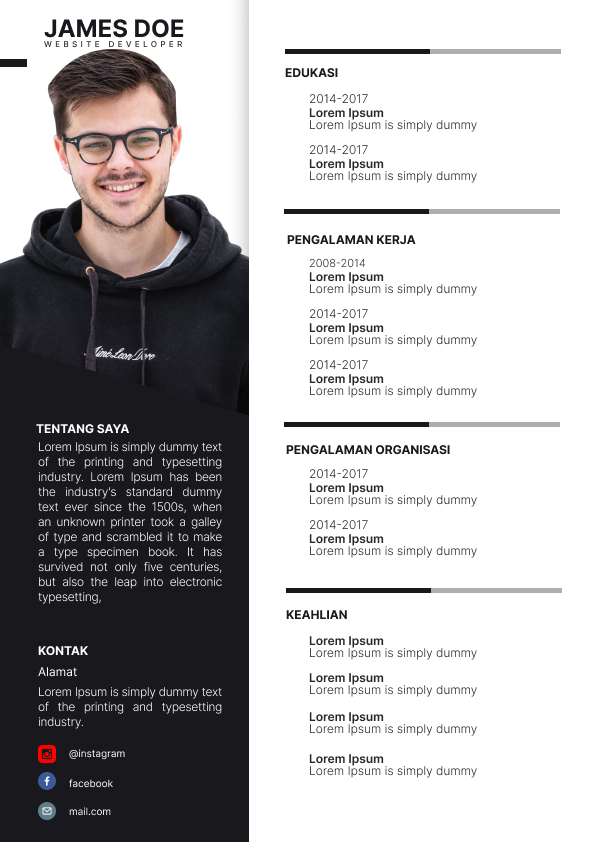 JAMES DOE
WEBSITE DEVELOPER
Aimé Leon Dore
TENTANG SAYA
Lorem Ipsum is simply dummy text
of the printing and typesetting
industry. Lorem Ipsum has been
the industry's standard dummy
text ever since the 1500s, when
an unknown printer took a galley
of type and scrambled it to make
a type specimen book. It has
survived not only five centuries,
but also the leap into electronic
typesetting,
KONTAK
Alamat
Lorem Ipsum is simply dummy text
of the printing and typesetting
industry.
@instagram
facebook
mail.com
EDUKASI
2014-2017
Lorem Ipsum
Lorem Ipsum is simply dummy
2014-2017
Lorem Ipsum
Lorem Ipsum is simply dummy
PENGALAMAN KERJA
2008-2014
Lorem Ipsum
Lorem Ipsum is simply dummy
2014-2017
Lorem Ipsum
Lorem Ipsum is simply dummy
2014-2017
Lorem Ipsum
Lorem Ipsum is simply dummy
PENGALAMAN ORGANISASI
2014-2017
Lorem Ipsum
Lorem Ipsum is simply dummy
2014-2017
Lorem Ipsum
Lorem Ipsum is simply dummy
KEAHLIAN
Lorem Ipsum
Lorem Ipsum is simply dummy
Lorem Ipsum
Lorem Ipsum is simply dummy
Lorem Ipsum
Lorem Ipsum is simply dummy
Lorem Ipsum
Lorem Ipsum is simply dummy